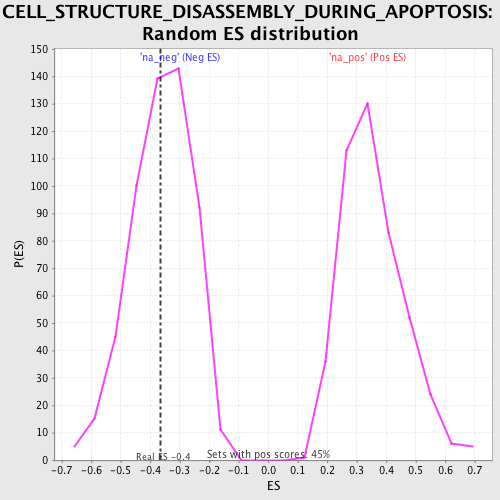 CELL_STRUCTURE_DISASSEMBLY_DURING_APOPTOSIS:
Random ES distribution
'na_neg' (Neg ES)
'na_pos' (Pos ES)
150
140
130
120
110
100
90
80
70
60
50
40
30
20
10
0
P(ES)
Real ES -0.4
Sets with pos scores: 45%
-0.7 -0.6 -0.5 -0.4 -0.3 -0.2 -0.1 0.0 0.1 0.2 0.3 0.4 0.5 0.6 0.7
ES